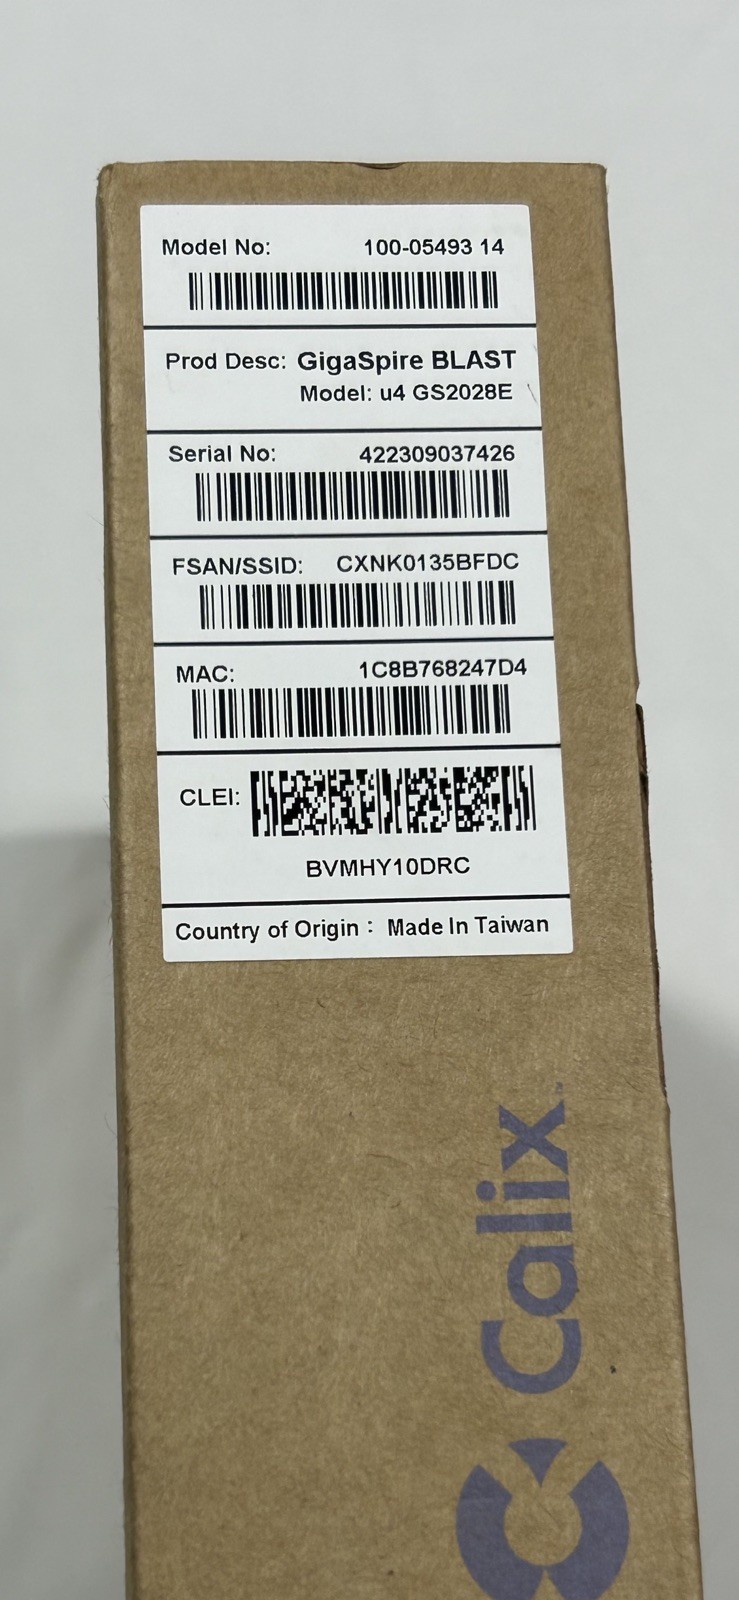 Model No: 100-05493 14
Prod Desc: GigaSpire BLAST
Model: u4 GS2028E
Serial No: 422309037426
FSAN/SSID: CXNK0135BFDC
MAC: 1C8B768247D4
CLEI:
BVMHY10DRC
Country of Origin : Made In Taiwan
Calix™